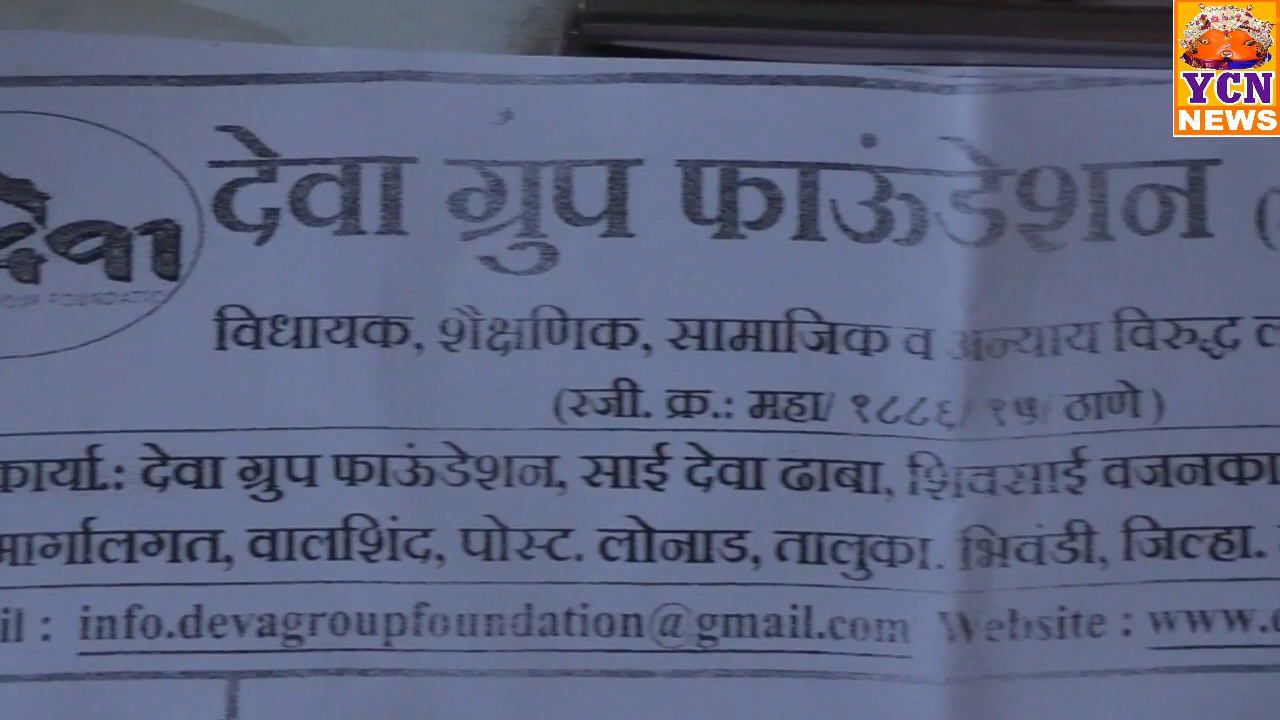 YCN
NEWS
देवा ग्रुप फाऊंडेशन (
देवा
विधायक, शैक्षणिक, सामाजिक व अन्याय विरुद्ध
(रजी. क्र.: महा/ १८८६/ १५/ ठाणे)
कार्या.: देवा ग्रुप फाऊंडेशन, साई देवा ढाबा, शिवसाई वजनका
मार्गालगत, वालशिंद, पोस्ट. लोनाड, तालुका. भिवंडी, जिल्हा.
il : info.devagroupfoundation@gmail.com Website : www.